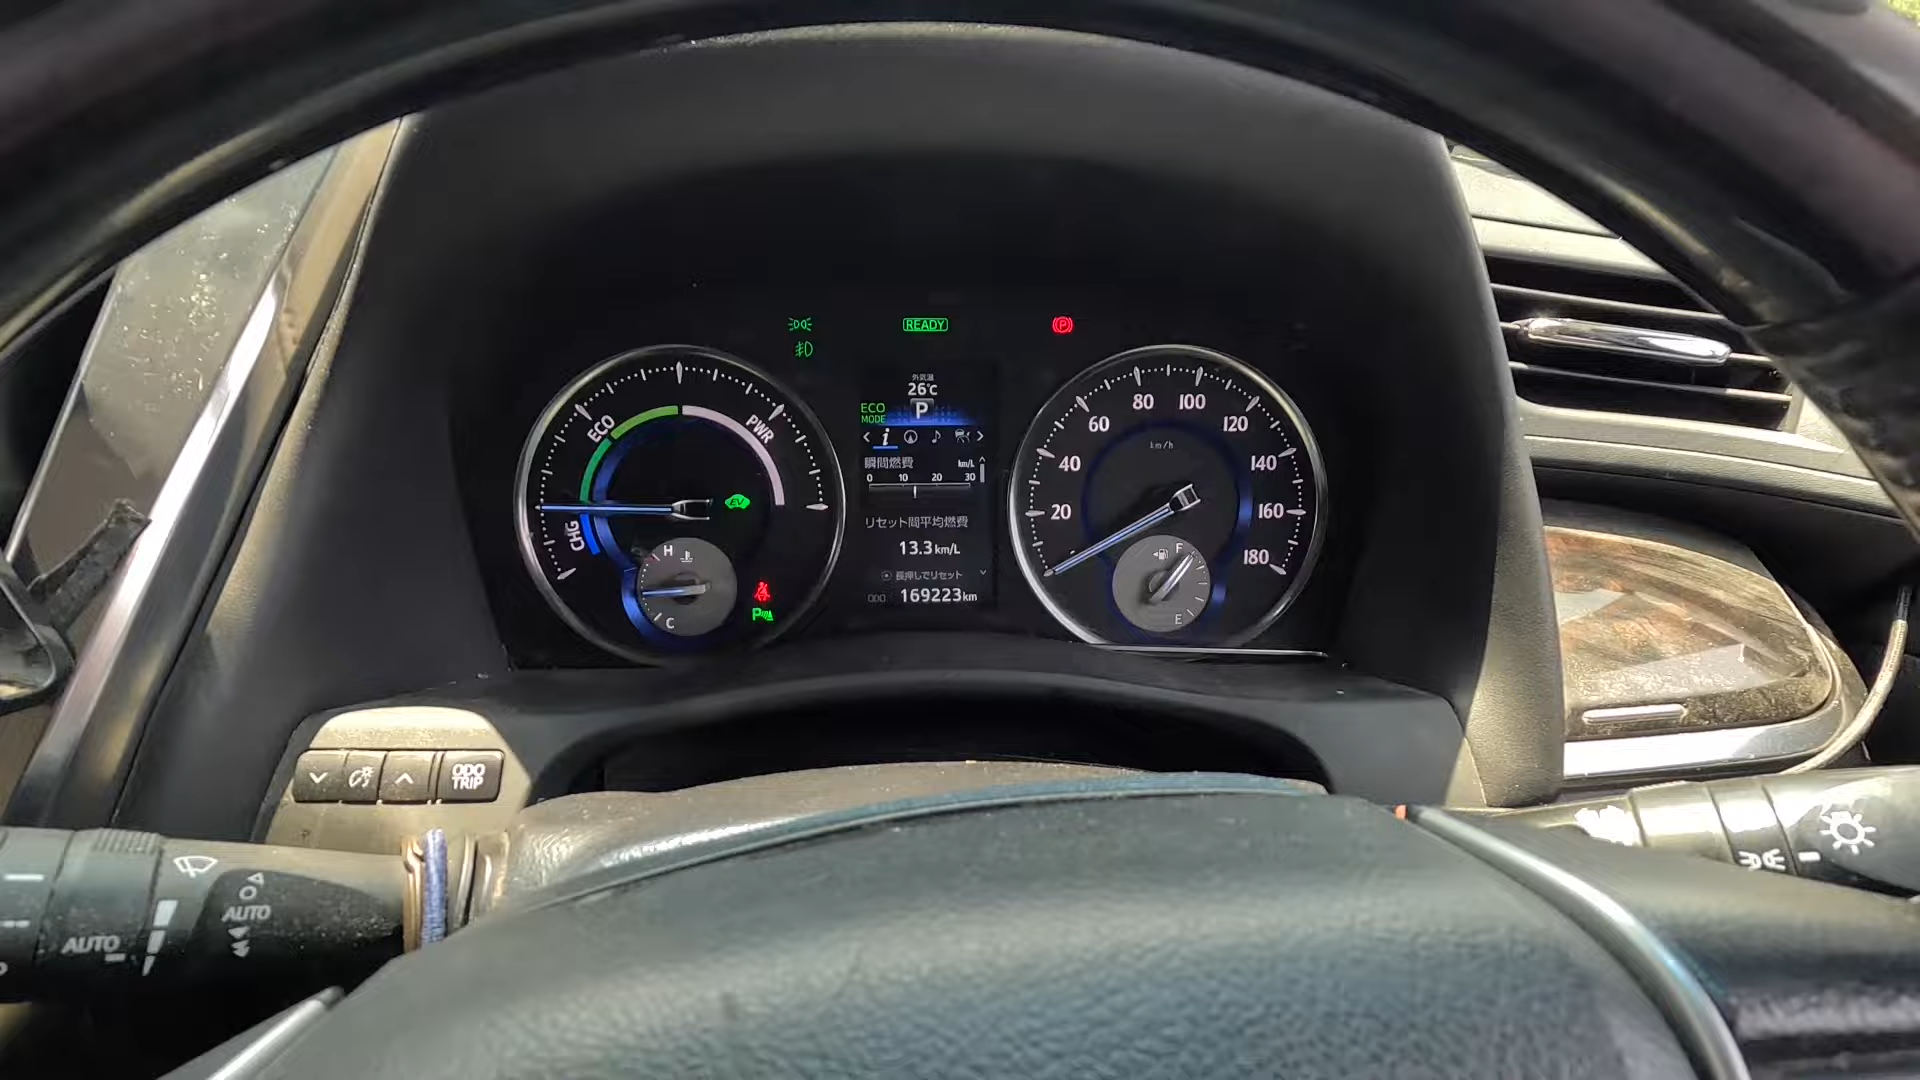 READY
P
外気温
26℃
ECO
MODE
P
瞬間燃費
km/L
0 10 20 30
リセット間平均燃費
13.3km/L
長押しでリセット
ODO 169223km
ECO
PWR
CHG
EV
H
C
P
km/h
20
40
60
80
100
120
140
160
180
F
E
ODO
TRIP
AUTO
AUTO